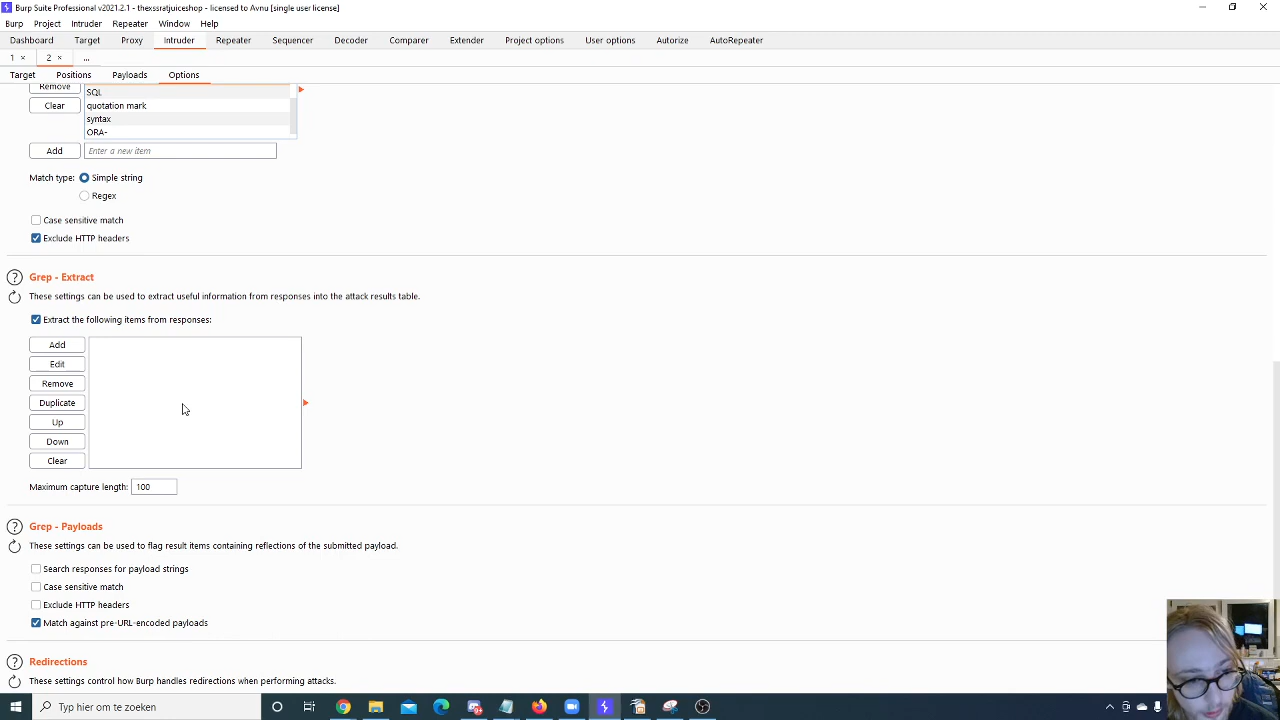 Burp Suite Professional v2021.2.1 - thexssratjuiceshop - licensed to Avnu [single user license]
Burp Project Intruder Repeater Window Help
Dashboard Target Proxy Intruder Repeater Sequencer Decoder Comparer Extender Project options User options Autorize AutoRepeater
1 × 2 × ...
Target Positions Payloads Options
Remove SQL
Clear quotation mark
syntax
ORA-
Add Enter a new item
Match type: Simple string
Regex
Case sensitive match
Exclude HTTP headers
? Grep - Extract
These settings can be used to extract useful information from responses into the attack results table.
Extract the following items from responses:
Add
Edit
Remove
Duplicate
Up
Down
Clear
Maximum capture length: 100
? Grep - Payloads
These settings can be used to flag result items containing reflections of the submitted payload.
Search responses for payload strings
Case sensitive match
Exclude HTTP headers
Match against pre-URL-encoded payloads
? Redirections
These settings control how Burp handles redirections when performing attacks.
Typ hier om te zoeken